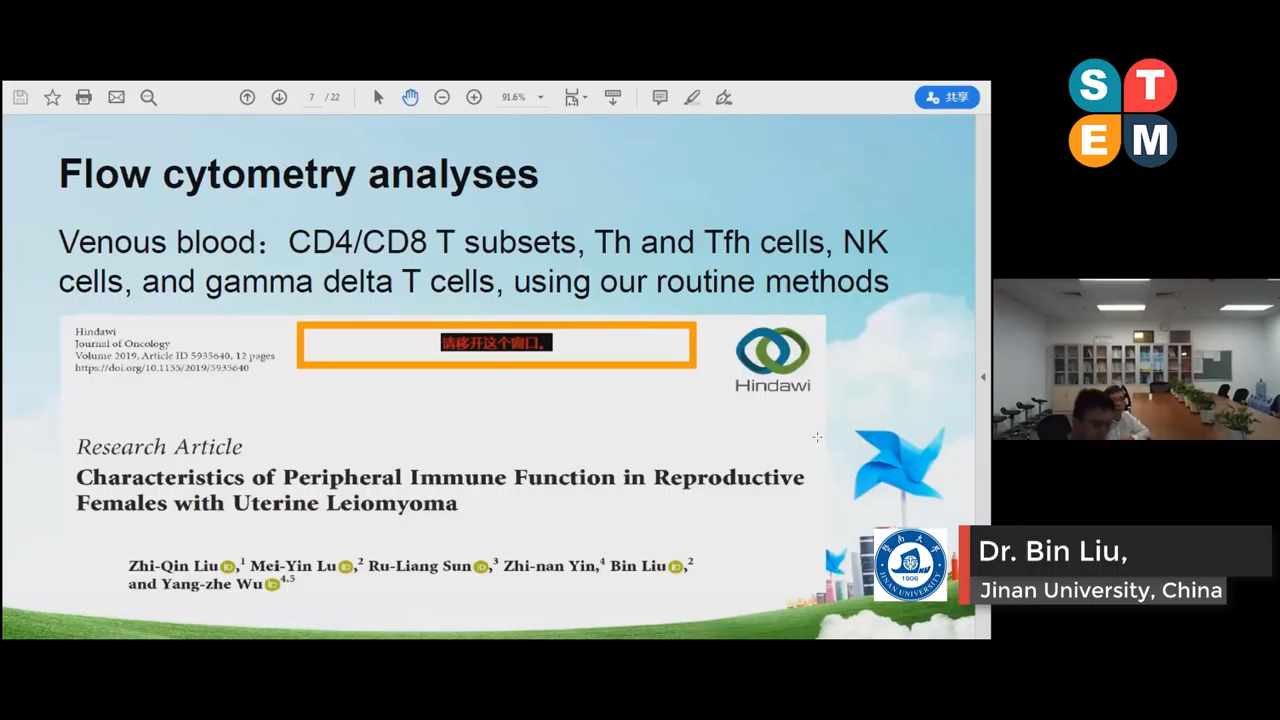 7 / 22
91.6%
共享
STEM
Flow cytometry analyses
Venous blood：CD4/CD8 T subsets, Th and Tfh cells, NK
cells, and gamma delta T cells, using our routine methods
Hindawi
Journal of Oncology
Volume 2019, Article ID 5935640, 12 pages
https://doi.org/10.1155/2019/5935640
请移开这个窗口。
Hindawi
Research Article
Characteristics of Peripheral Immune Function in Reproductive
Females with Uterine Leiomyoma
Zhi-Qin Liu,1 Mei-Yin Lu,2 Ru-Liang Sun,3 Zhi-nan Yin,4 Bin Liu,2
and Yang-zhe Wu4,5
1906
JINAN UNIVERSITY
Dr. Bin Liu,
Jinan University, China